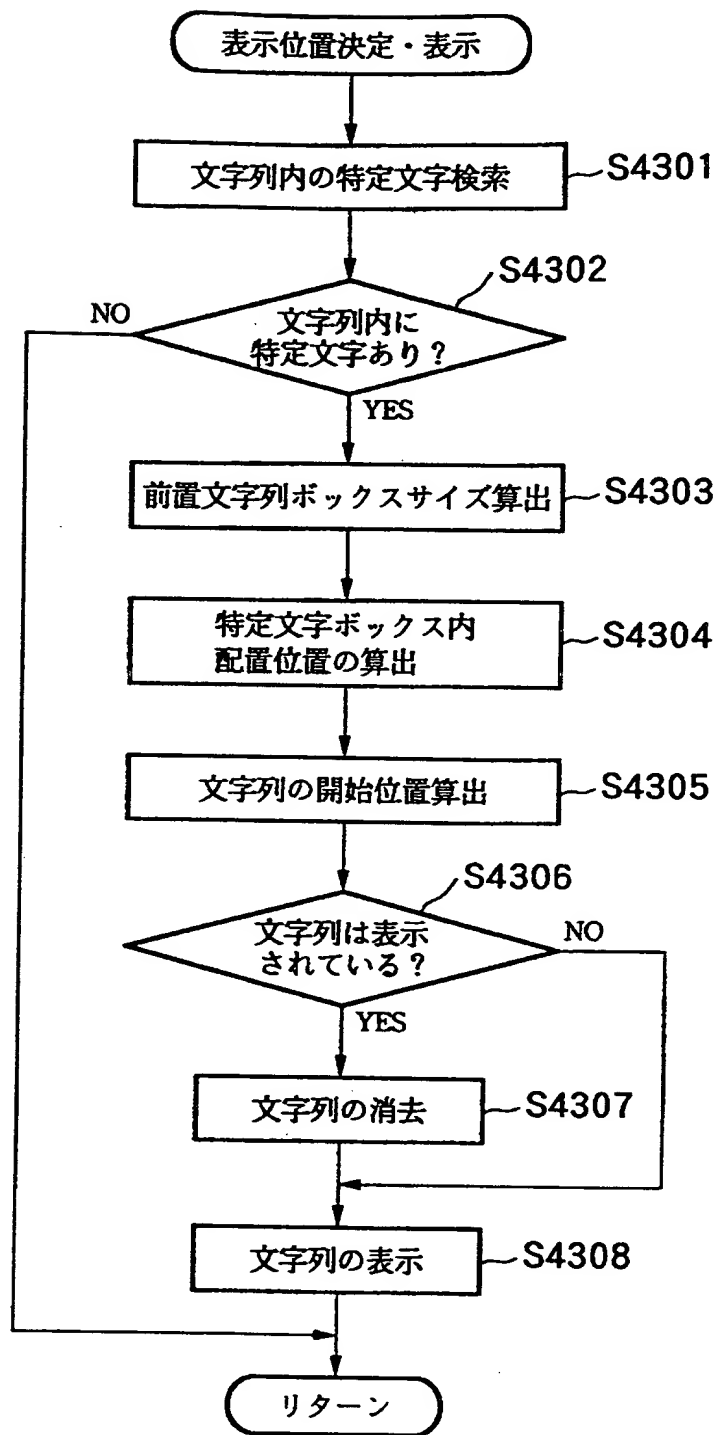 表示位置決定・表示
文字列内の特定文字検索
S4301
S4302
文字列内に
特定文字あり?
NO
YES
前置文字列ボックスサイズ算出
S4303
特定文字ボックス内
配置位置の算出
S4304
文字列の開始位置算出
S4305
S4306
文字列は表示
されている?
NO
YES
文字列の消去
S4307
文字列の表示
S4308
リターン